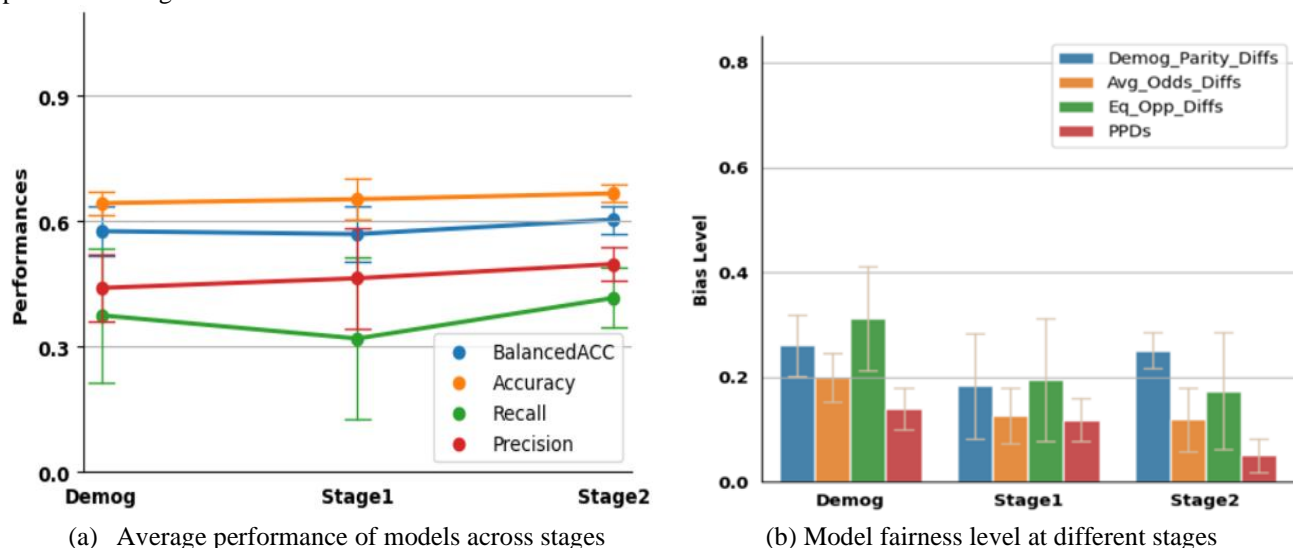 0.9
0.6
0.3
0.0
Performances
BalancedACC
Accuracy
Recall
Precision
Demog Stage1 Stage2
(a) Average performance of models across stages
0.8
0.6
0.4
0.2
0.0
Bias Level
Demog_Parity_Diffs
Avg_Odds_Diffs
Eq_Opp_Diffs
PPDs
Demog Stage1 Stage2
(b) Model fairness level at different stages